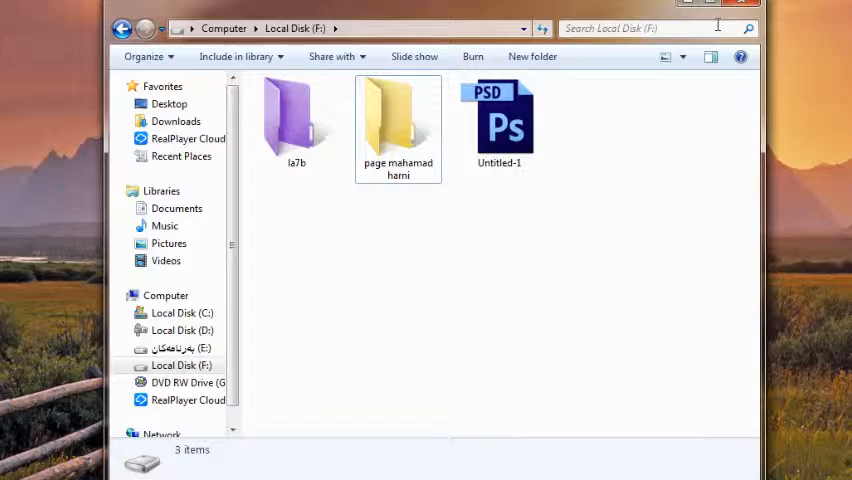 Computer Local Disk (F:)
Search Local Disk (F:)
Organize Include in library Share with Slide show Burn New folder
Favorites
Desktop
Downloads
RealPlayer Cloud
Recent Places
Libraries
Documents
Music
Pictures
Videos
Computer
Local Disk (C:)
Local Disk (D:)
بەرنامەکان (E:)
Local Disk (F:)
DVD RW Drive (G
RealPlayer Cloud
Network
la7b
page mahamad
harni
PSD
Ps
Untitled-1
3 items